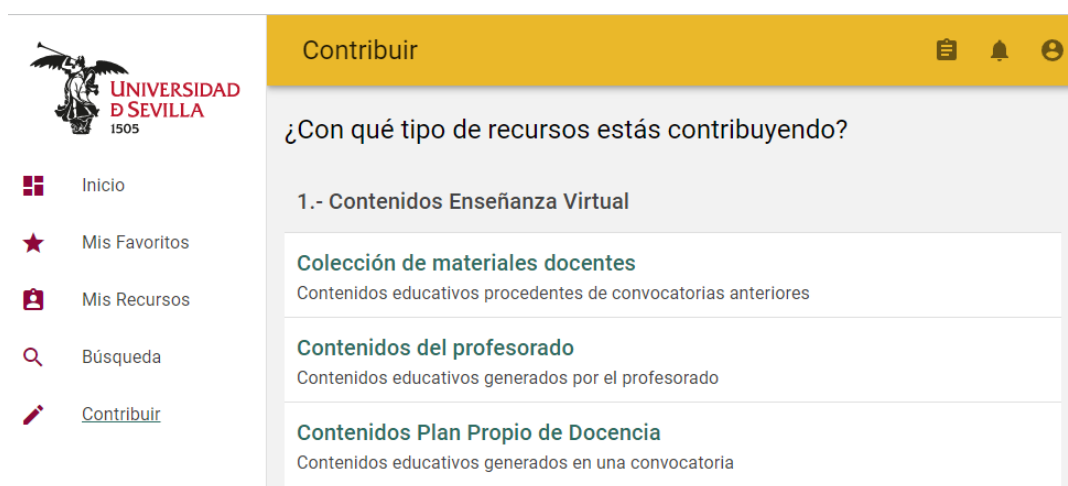 UNIVERSIDAD
D SEVILLA
1505
Inicio
Mis Favoritos
Mis Recursos
Búsqueda
Contribuir
Contribuir
¿Con qué tipo de recursos estás contribuyendo?
1.- Contenidos Enseñanza Virtual
Colección de materiales docentes
Contenidos educativos procedentes de convocatorias anteriores
Contenidos del profesorado
Contenidos educativos generados por el profesorado
Contenidos Plan Propio de Docencia
Contenidos educativos generados en una convocatoria